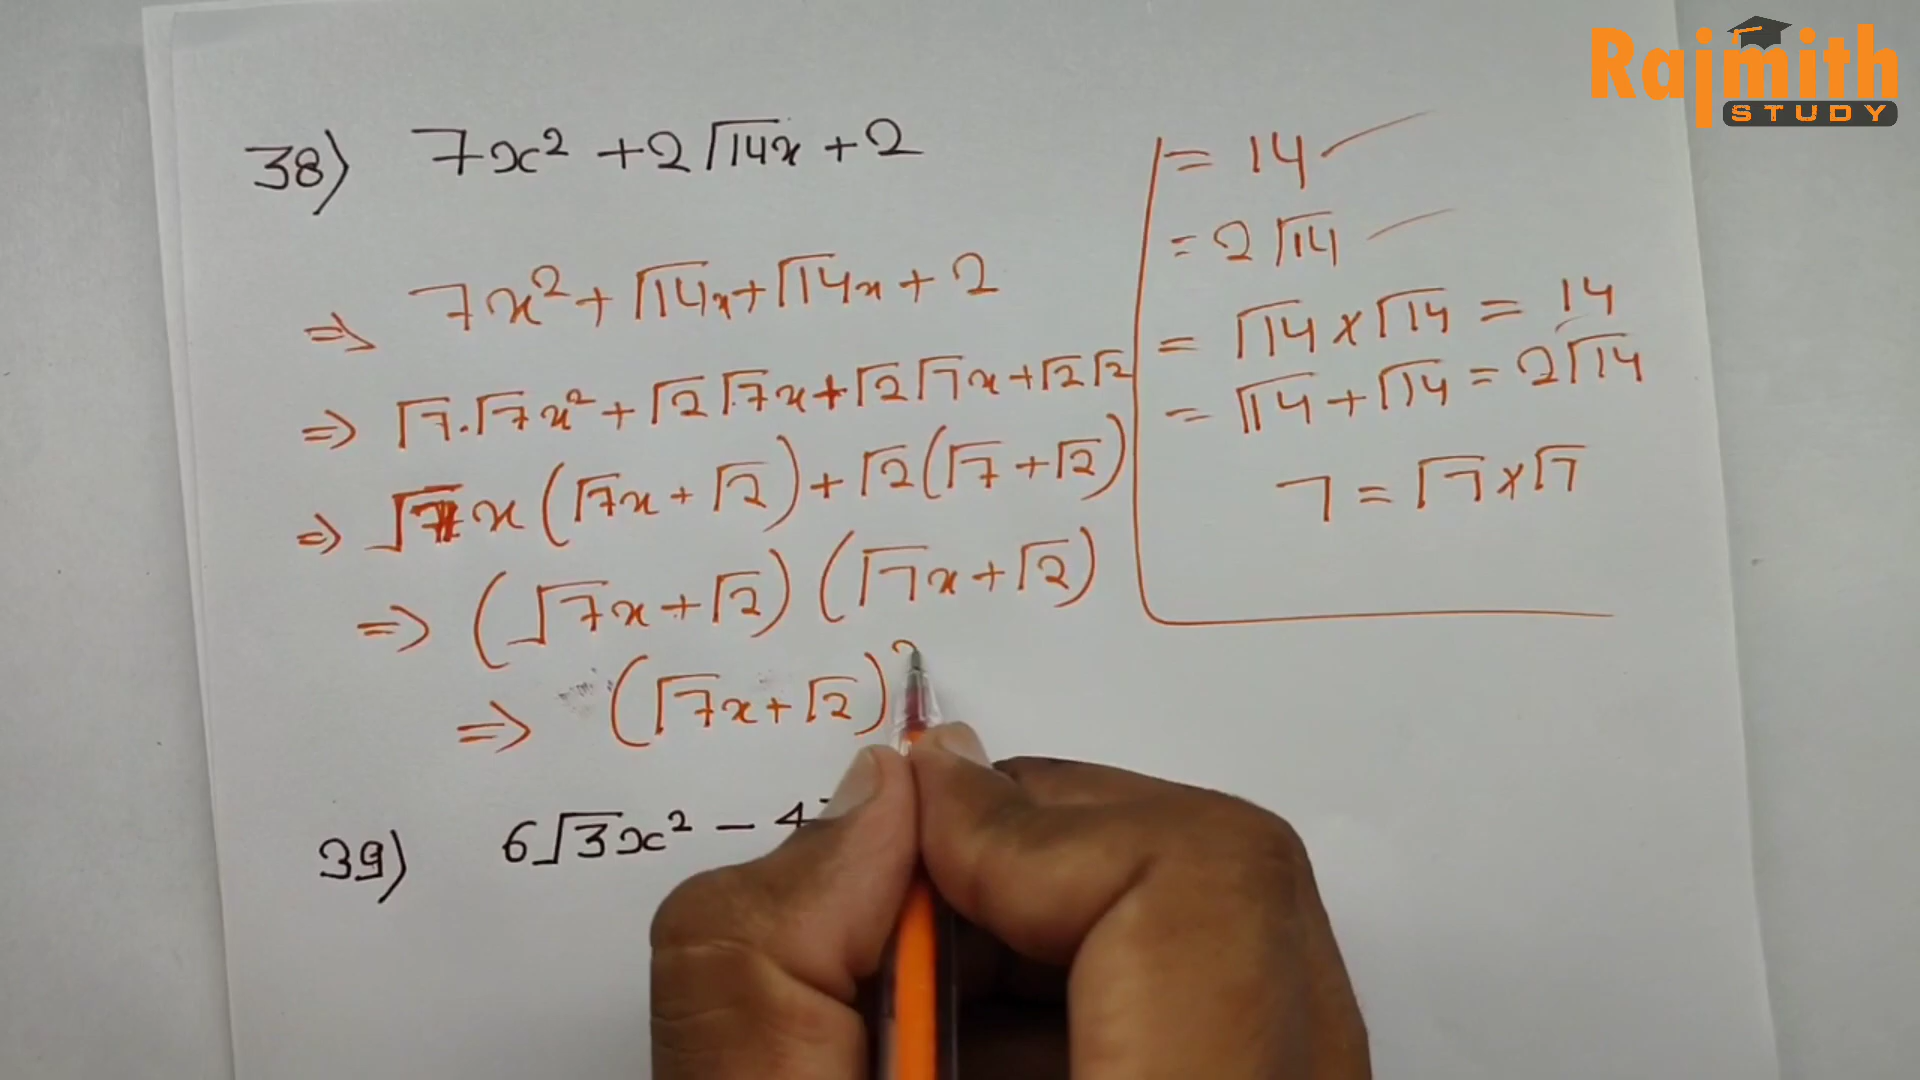 Rajmith
STUDY
38) 7x² + 2√14x + 2
⇒ 7x² + √14x + √14x + 2
⇒ √7.√7x² + √2√7x + √2√7x + √2√2
⇒ √7x(√7x + √2) + √2(√7 + √2)
⇒ (√7x + √2)(√7x + √2)
⇒ (√7x + √2)²
39) 6√3x² - 4
= 14
= 2√14
= √14 × √14 = 14
= √14 + √14 = 2√14
7 = √7 × √7